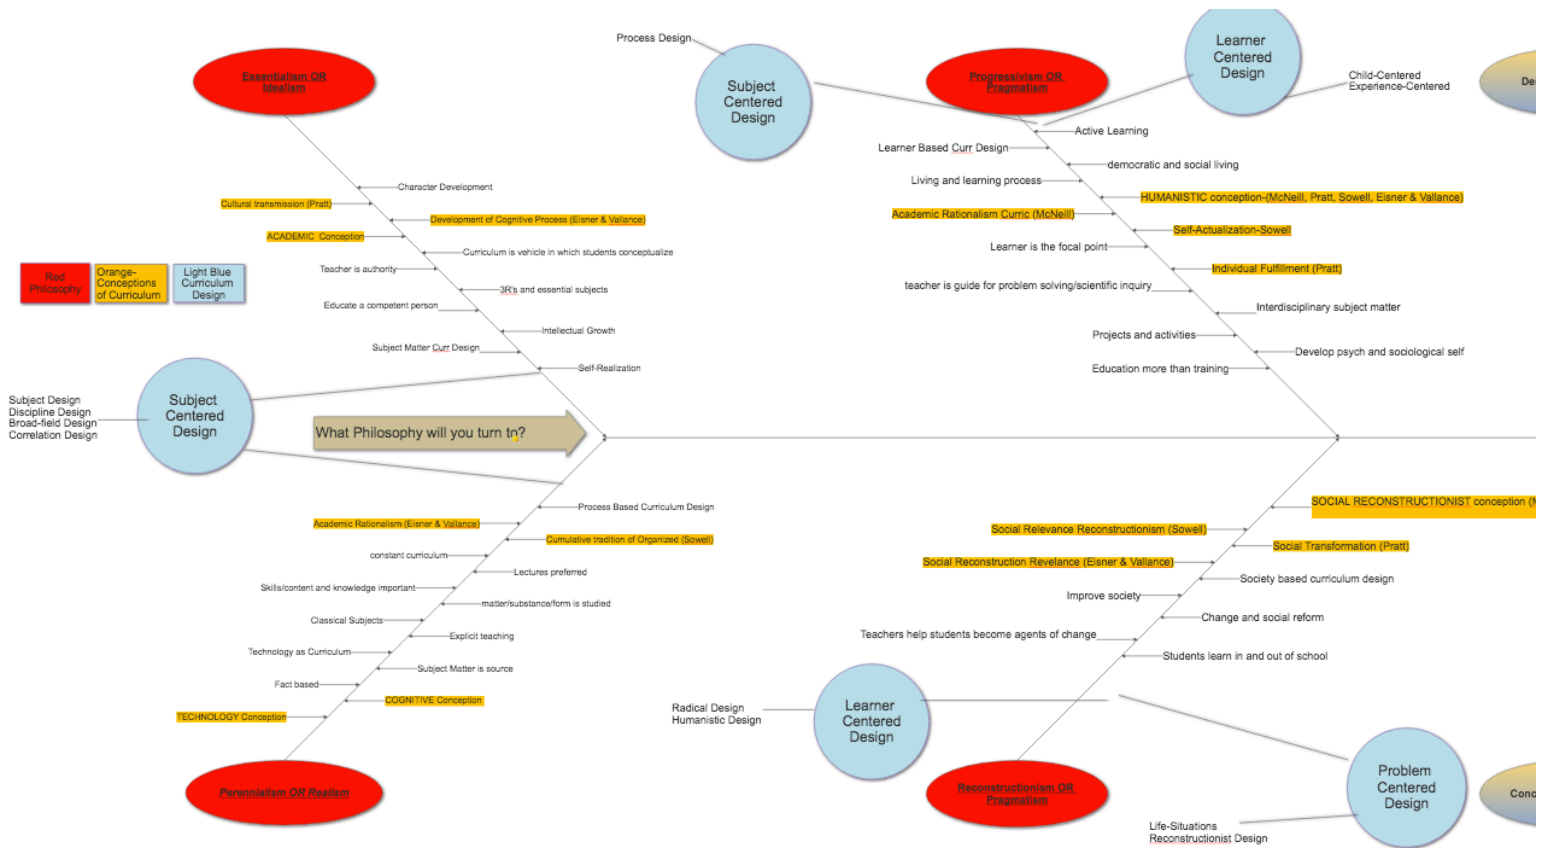 Process Design
Learner
Centered
Design
Essentialism OR
Idealism
Subject
Centered
Design
Progressivism OR
Pragmatism
Child-Centered
Experience-Centered
Active Learning
Learner Based Curr Design
democratic and social living
Living and learning process
Character Development
HUMANISTIC conception-(McNeill, Pratt, Sowell, Eisner & Vallance)
Cultural transmission (Pratt)
Academic Rationalism Curric (McNeill)
Development of Cognitive Process (Eisner & Vallance)
Self-Actualization-Sowell
ACADEMIC Conception
Learner is the focal point
Curriculum is vehicle in which students conceptualize
Individual Fulfillment (Pratt)
Teacher is authority
Red
Philosophy
Orange-
Conceptions
of Curriculum
Light Blue
Curriculum
Design
teacher is guide for problem solving/scientific inquiry
3R's and essential subjects
Educate a competent person
Interdisciplinary subject matter
Intellectual Growth
Projects and activities
Subject Matter Curr Design
Develop psych and sociological self
Self-Realization
Education more than training
Subject Design
Discipline Design
Broad-field Design
Correlation Design
Subject
Centered
Design
What Philosophy will you turn to?
Process Based Curriculum Design
SOCIAL RECONSTRUCTIONIST conception (
Academic Rationalism (Eisner & Vallance)
Social Relevance Reconstructionism (Sowell)
Cumulative tradition of Organized (Sowell)
Social Transformation (Pratt)
constant curriculum
Social Reconstruction Revelance (Eisner & Vallance)
Lectures preferred
Society based curriculum design
Skills/content and knowledge important
Improve society
matter/substance/form is studied
Classical Subjects
Change and social reform
Explicit teaching
Teachers help students become agents of change
Technology as Curriculum
Students learn in and out of school
Subject Matter is source
Fact based
COGNITIVE Conception
TECHNOLOGY Conception
Radical Design
Humanistic Design
Learner
Centered
Design
Perennialism OR Realism
Reconstructionism OR
Pragmatism
Problem
Centered
Design
Conc
Life-Situations
Reconstructionist Design